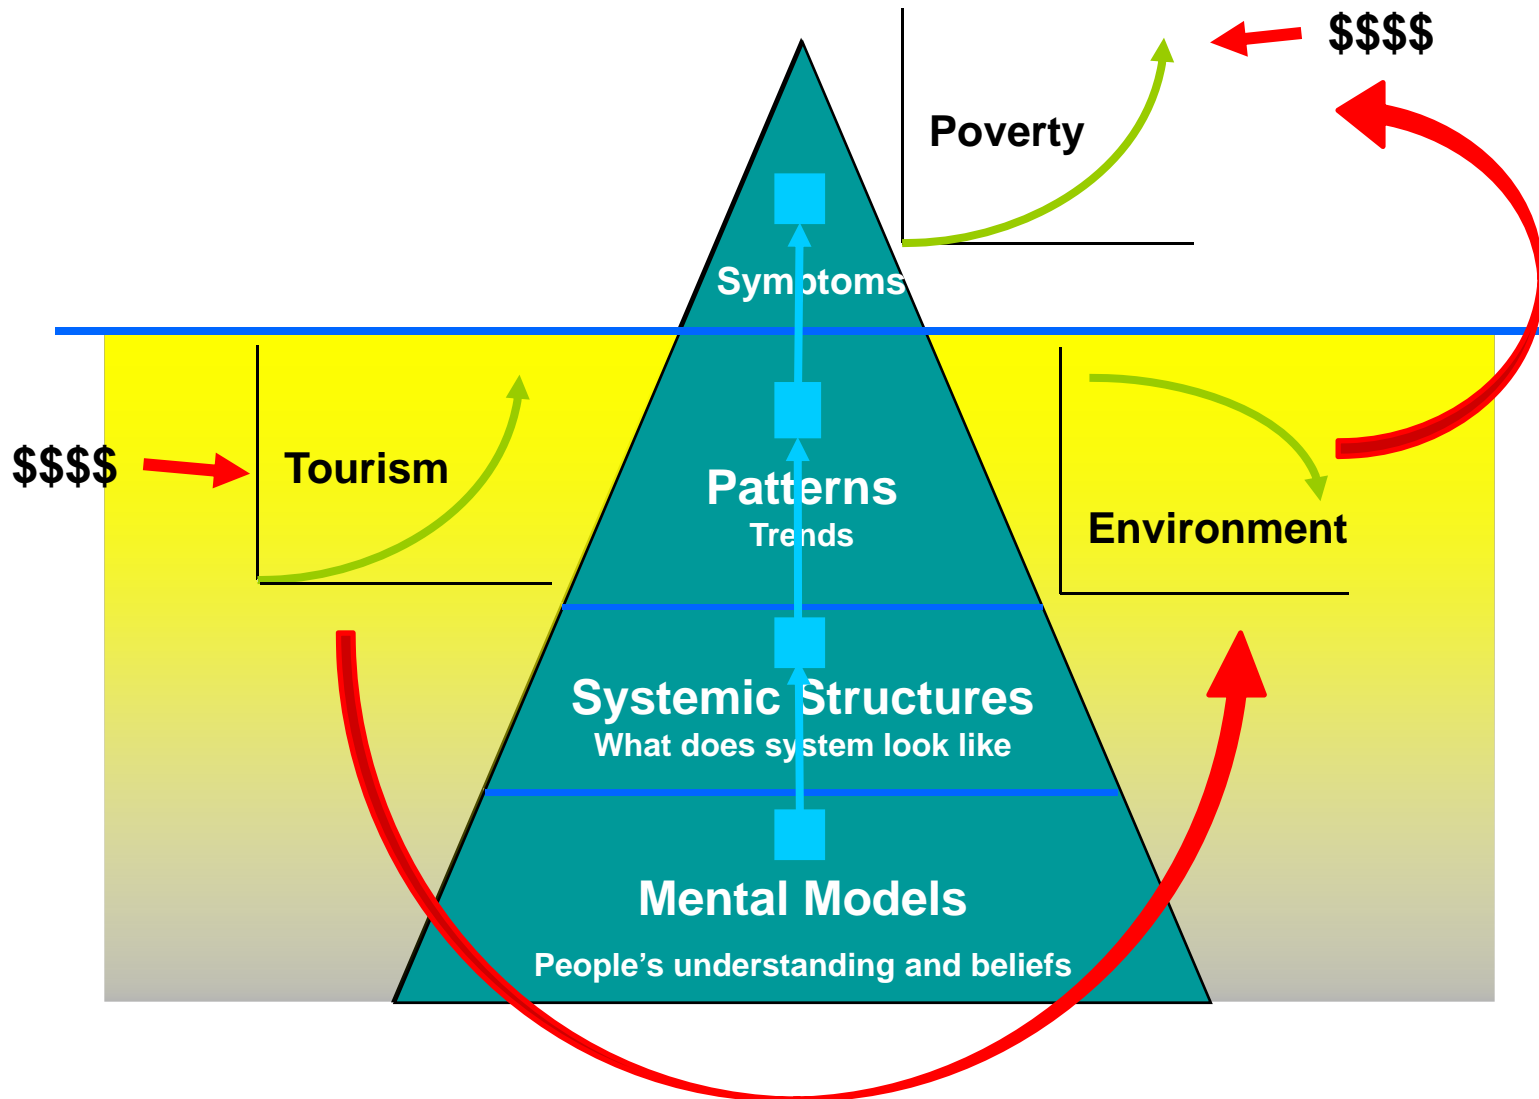 $$$$
Poverty
Symptoms
$$$$
Tourism
Patterns
Trends
Environment
Systemic Structures
What does system look like
Mental Models
People’s understanding and beliefs